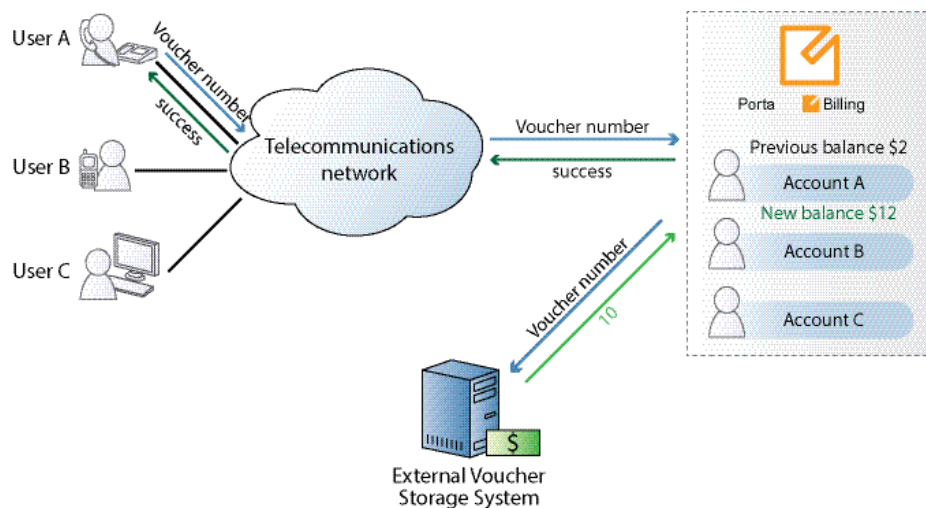 User A
Voucher number
success
User B
User C
Telecommunications
network
Voucher number
success
Porta Billing
Previous balance $2
Account A
New balance $12
Account B
Account C
Voucher number
10
$
External Voucher
Storage System